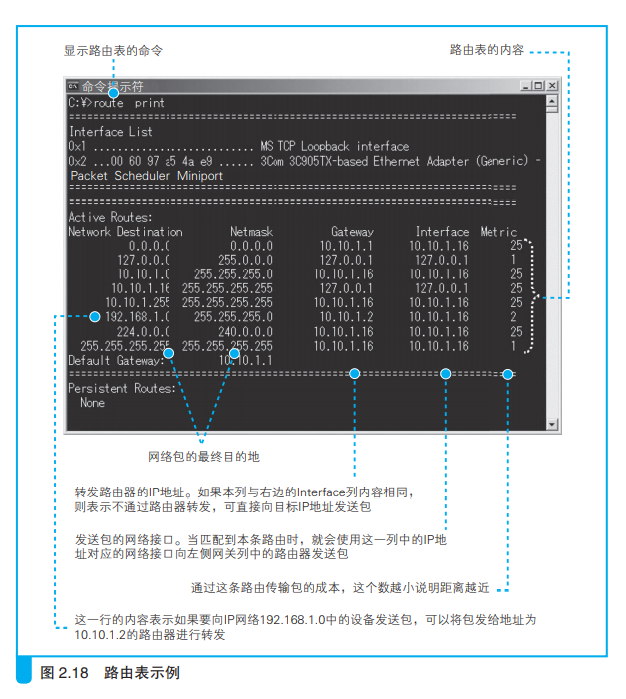 显示路由表的命令
路由表的内容
命令提示符
C:¥>route print
Interface List
0x1 ........................... MS TCP Loopback interface
0x2 ...00 60 97 c5 4a e9 ...... 3Com 3C905TX-based Ethernet Adapter (Generic) -
Packet Scheduler Miniport
Active Routes:
Network Destination Netmask Gateway Interface Metric
0.0.0.0 0.0.0.0 10.10.1.1 10.10.1.16 25
127.0.0.0 255.0.0.0 127.0.0.1 127.0.0.1 1
10.10.1.0 255.255.255.0 10.10.1.16 10.10.1.16 25
10.10.1.16 255.255.255.255 127.0.0.1 127.0.0.1 25
10.10.1.255 255.255.255.255 10.10.1.16 10.10.1.16 25
192.168.1.0 255.255.255.0 10.10.1.2 10.10.1.16 2
224.0.0.0 240.0.0.0 10.10.1.16 10.10.1.16 25
255.255.255.255 255.255.255.255 10.10.1.16 10.10.1.16 1
Default Gateway: 10.10.1.1
Persistent Routes:
None
网络包的最终目的地
转发路由器的IP地址。如果本列与右边的Interface列内容相同，
则表示不通过路由器转发，可直接向目标IP地址发送包
发送包的网络接口。当匹配到本条路由时，就会使用这一列中的IP地
址对应的网络接口向左侧网关列中的路由器发送包
通过这条路由传输包的成本，这个数越小说明距离越近
这一行的内容表示如果要向IP网络192.168.1.0中的设备发送包，可以将包发给地址为
10.10.1.2的路由器进行转发
图 2.18 路由表示例